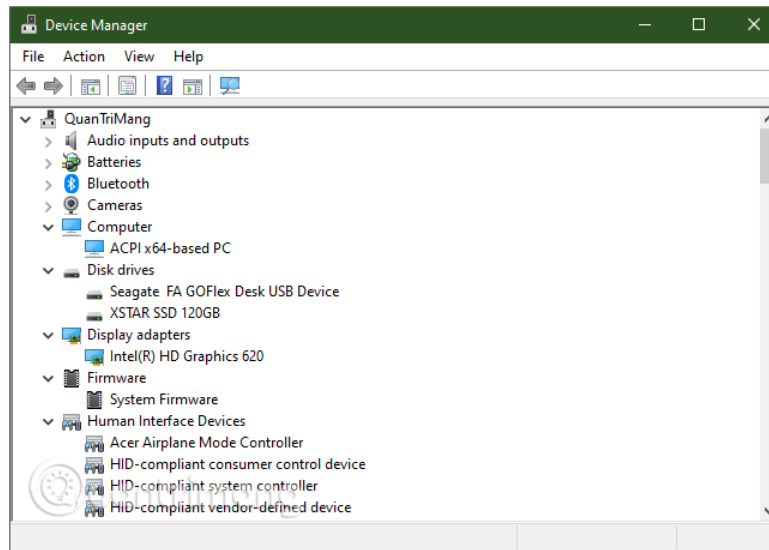 Device Manager
File Action View Help
QuanTriMang
Audio inputs and outputs
Batteries
Bluetooth
Cameras
Computer
ACPI x64-based PC
Disk drives
Seagate FA GOFlex Desk USB Device
XSTAR SSD 120GB
Display adapters
Intel(R) HD Graphics 620
Firmware
System Firmware
Human Interface Devices
Acer Airplane Mode Controller
HID-compliant consumer control device
HID-compliant system controller
HID-compliant vendor-defined device